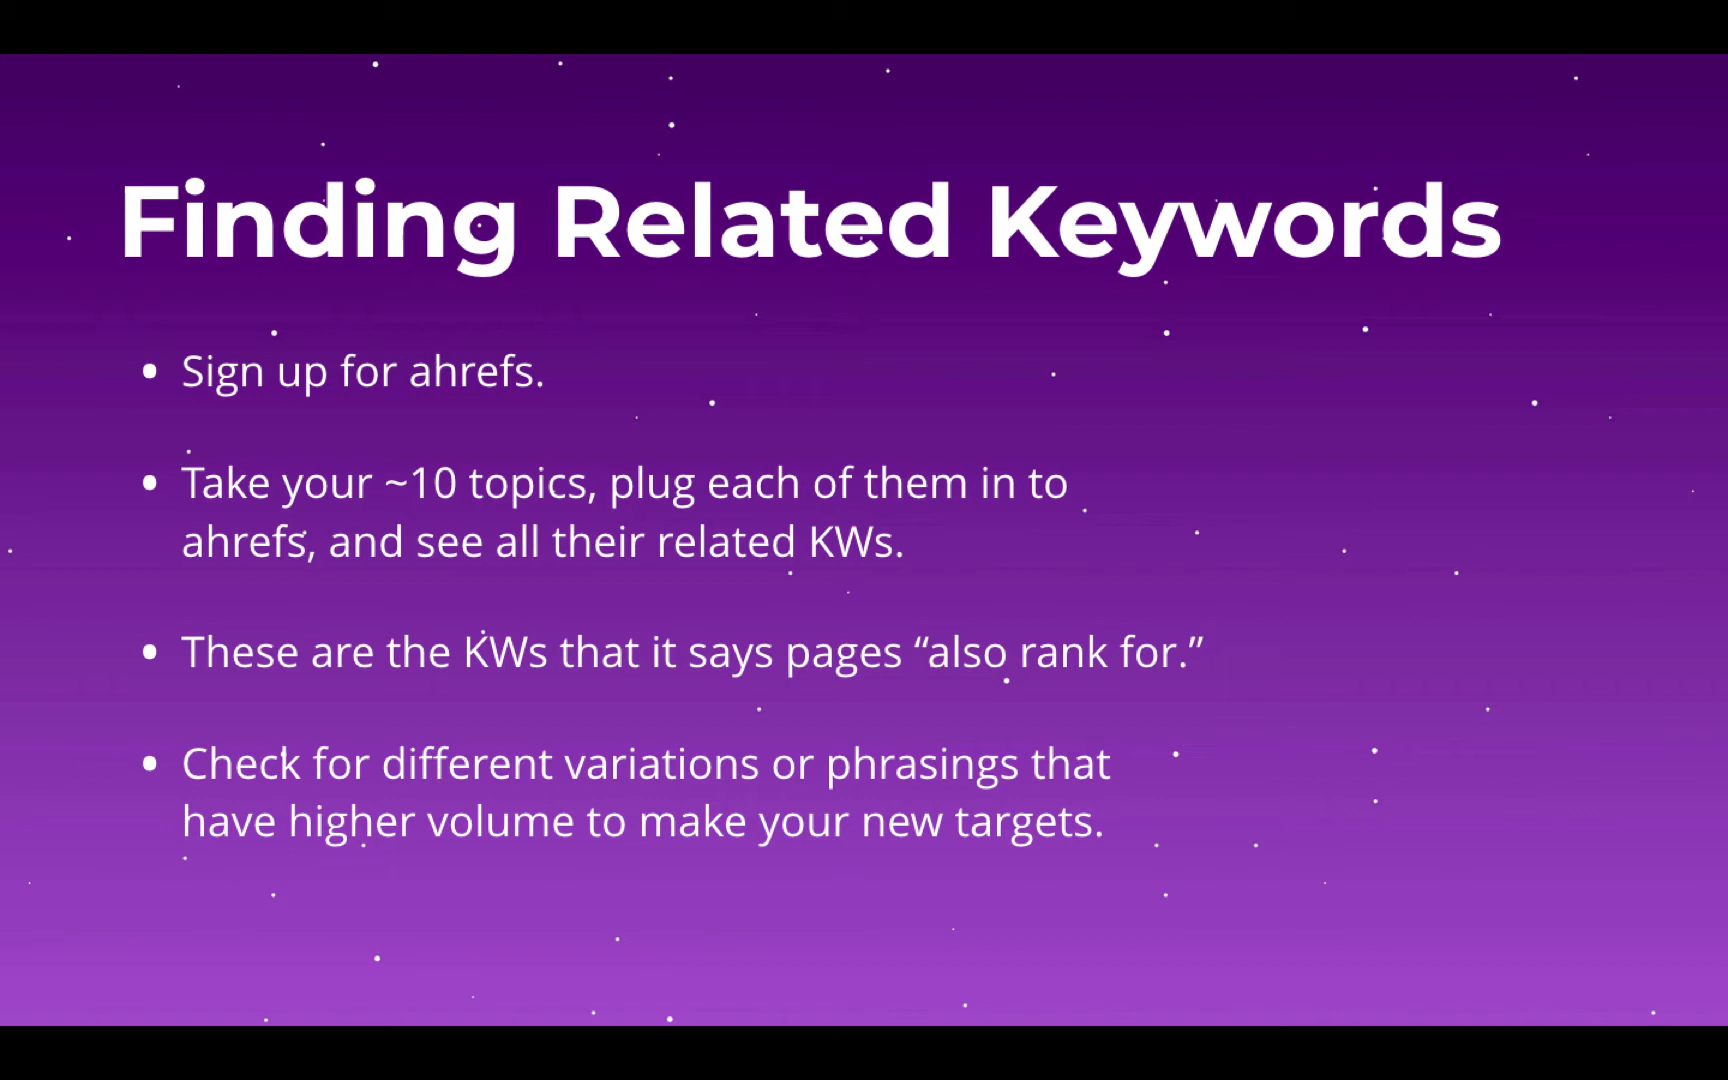 Finding Related Keywords
• Sign up for ahrefs.
• Take your ~10 topics, plug each of them in to
ahrefs, and see all their related KWs.
• These are the KWs that it says pages “also rank for.”
• Check for different variations or phrasings that
have higher volume to make your new targets.